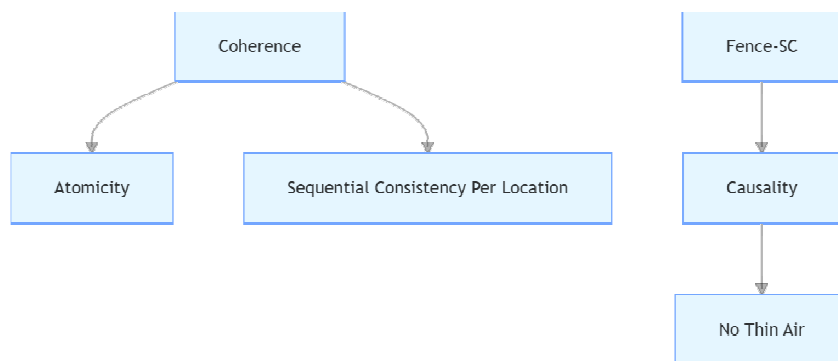 Coherence
Fence-SC
Atomicity
Sequential Consistency Per Location
Causality
No Thin Air